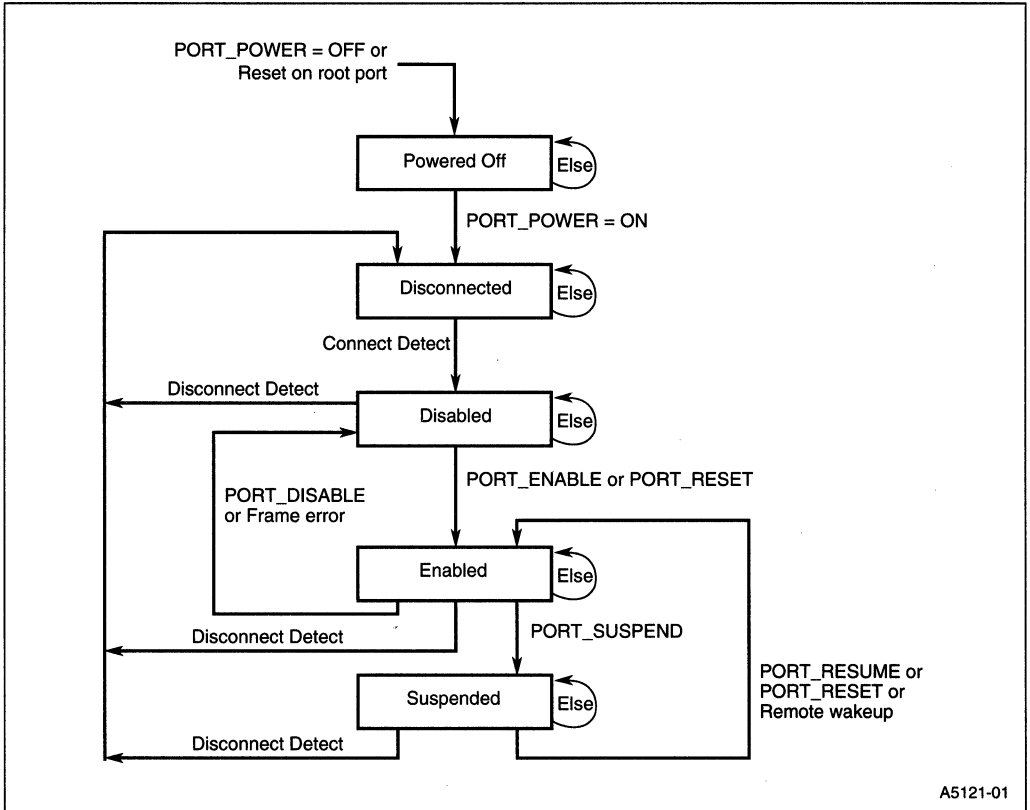 PORT_POWER = OFF or
Reset on root port
Powered Off
Else
PORT_POWER = ON
Disconnected
Else
Connect Detect
Disconnect Detect
Disabled
Else
PORT_ENABLE or PORT_RESET
PORT_DISABLE
or Frame error
Enabled
Else
Disconnect Detect
PORT_SUSPEND
PORT_RESUME or
PORT_RESET or
Remote wakeup
Suspended
Else
Disconnect Detect
A5121-01